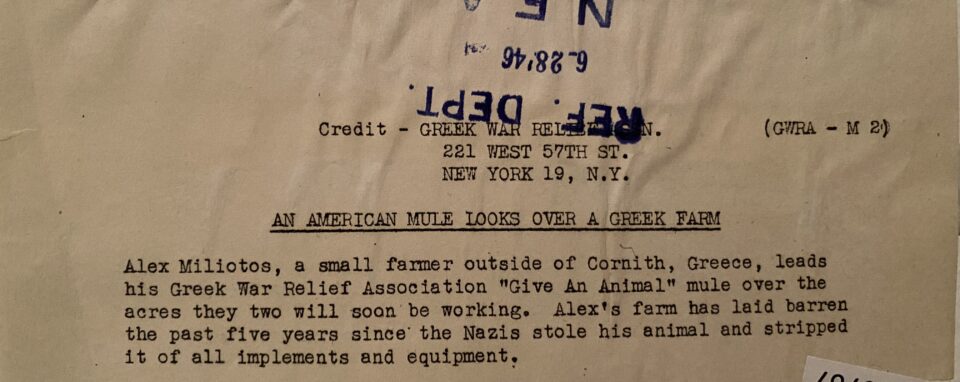 N E A
6-28'46
REF. DEPT.
Credit - GREEK WAR RELIEF ASSN. (GWRA - M 2)
221 WEST 57TH ST.
NEW YORK 19, N.Y.
AN AMERICAN MULE LOOKS OVER A GREEK FARM
Alex Miliotos, a small farmer outside of Cornith, Greece, leads
his Greek War Relief Association "Give An Animal" mule over the
acres they two will soon be working. Alex's farm has laid barren
the past five years since the Nazis stole his animal and stripped
it of all implements and equipment.